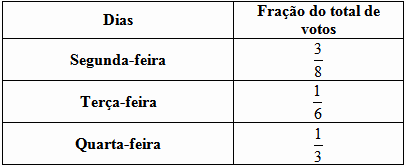 Dias
Fração do total de
votos
Segunda-feira
3/8
Terça-feira
1/6
Quarta-feira
1/3